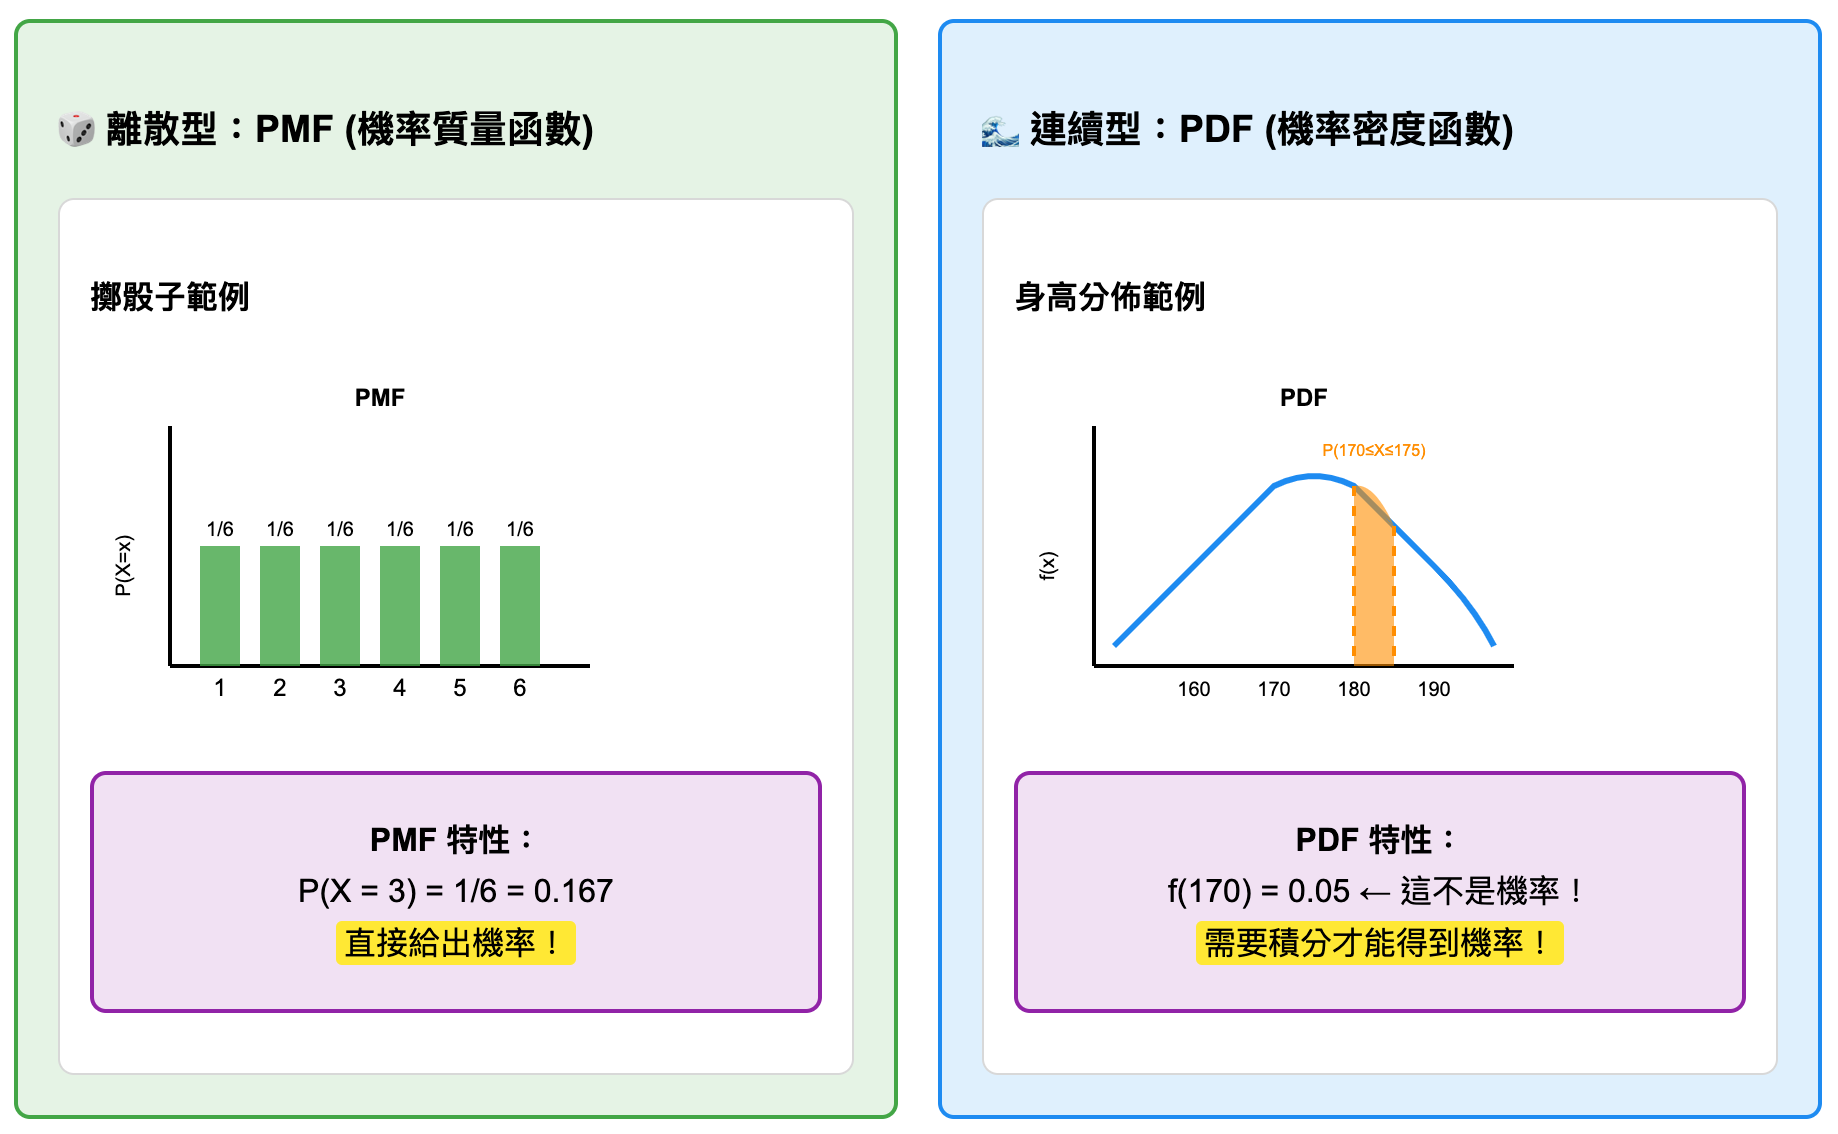 離散型：PMF (機率質量函數)
擲骰子範例
PMF
P(X=x)
1/6 1/6 1/6 1/6 1/6 1/6
1 2 3 4 5 6
PMF 特性：
P(X = 3) = 1/6 = 0.167
直接給出機率！
連續型：PDF (機率密度函數)
身高分佈範例
PDF
P(170≤X≤175)
f(x)
160 170 180 190
PDF 特性：
f(170) = 0.05 ← 這不是機率！
需要積分才能得到機率！